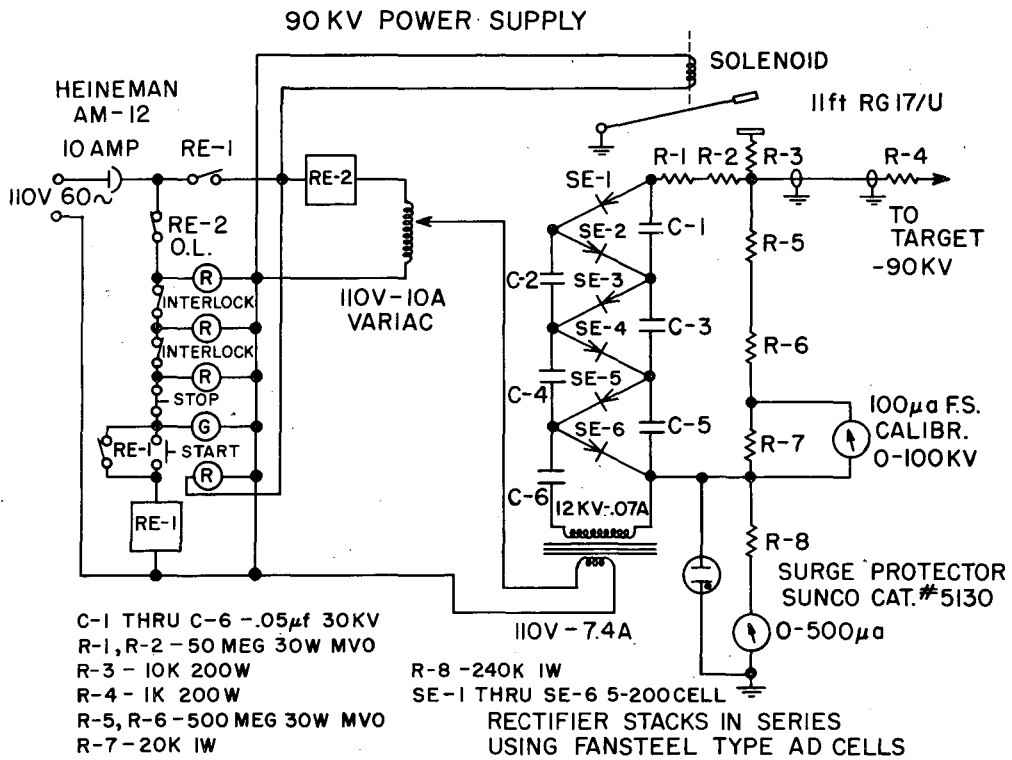 90 KV POWER SUPPLY
SOLENOID
HEINEMAN
AM-12
10 AMP
RE-1
11ft RG17/U
110V 60~
RE-2
R-1
R-2
R-3
R-4
SE-1
RE-2
O.L.
SE-2
C-1
TO
TARGET
-90KV
R-5
R
INTERLOCK
110V-10A
VARIAC
C-2
SE-3
R
INTERLOCK
SE-4
C-3
R-6
R
STOP
SE-5
C-4
100µa F.S.
CALIBR.
0-100KV
G
RE-1
START
SE-6
C-5
R-7
R
C-6
12KV-.07A
RE-1
R-8
SURGE PROTECTOR
SUNCO CAT.#5130
110V-7.4A
0-500µa
C-1 THRU C-6 -.05µf 30KV
R-1,R-2-50 MEG 30W MVO
R-3 - 10K 200W
R-4 - 1K 200W
R-5, R-6-500 MEG 30W MVO
R-7-20K 1W
R-8-240K 1W
SE-1 THRU SE-6 5-200CELL
RECTIFIER STACKS IN SERIES
USING FANSTEEL TYPE AD CELLS